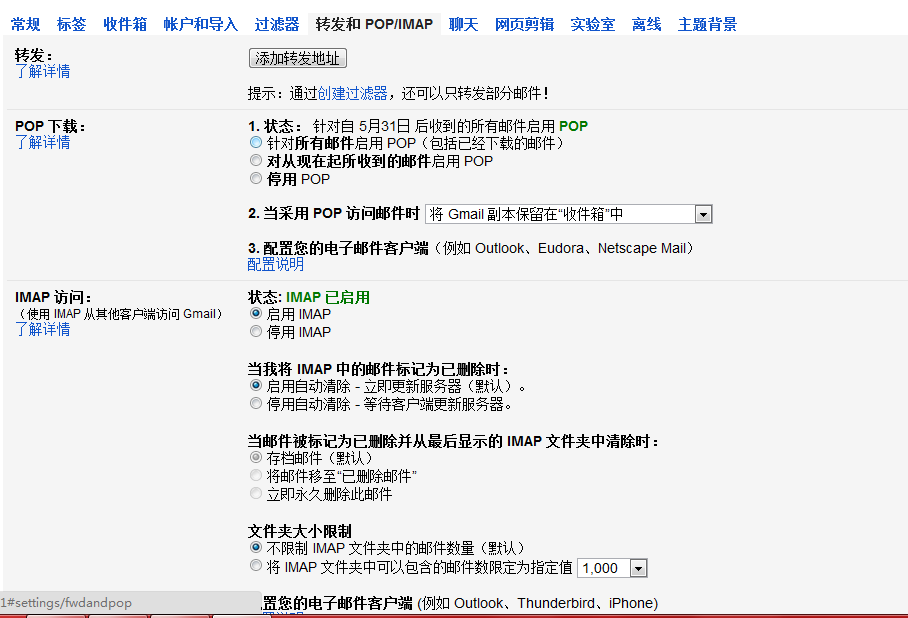 常规 标签 收件箱 帐户和导入 过滤器 转发和 POP/IMAP 聊天 网页剪辑 实验室 离线 主题背景
转发：
了解详情
添加转发地址
提示：通过创建过滤器，还可以只转发部分邮件！
POP 下载：
了解详情
1. 状态： 针对自 5月31日 后收到的所有邮件启用 POP
针对所有邮件启用 POP（包括已经下载的邮件）
对从现在起所收到的邮件启用 POP
停用 POP
2. 当采用 POP 访问邮件时 将 Gmail 副本保留在“收件箱”中
3. 配置您的电子邮件客户端（例如 Outlook、Eudora、Netscape Mail）
配置说明
IMAP 访问：
（使用 IMAP 从其他客户端访问 Gmail）
了解详情
状态: IMAP 已启用
启用 IMAP
停用 IMAP
当我将 IMAP 中的邮件标记为已删除时：
启用自动清除 - 立即更新服务器（默认）。
停用自动清除 - 等待客户端更新服务器。
当邮件被标记为已删除并从最后显示的 IMAP 文件夹中清除时：
存档邮件（默认）
将邮件移至“已删除邮件”
立即永久删除此邮件
文件夹大小限制
不限制 IMAP 文件夹中的邮件数量（默认）
将 IMAP 文件夹中可以包含的邮件数限定为指定值 1,000
置您的电子邮件客户端 (例如 Outlook、Thunderbird、iPhone)
1#settings/fwdandpop